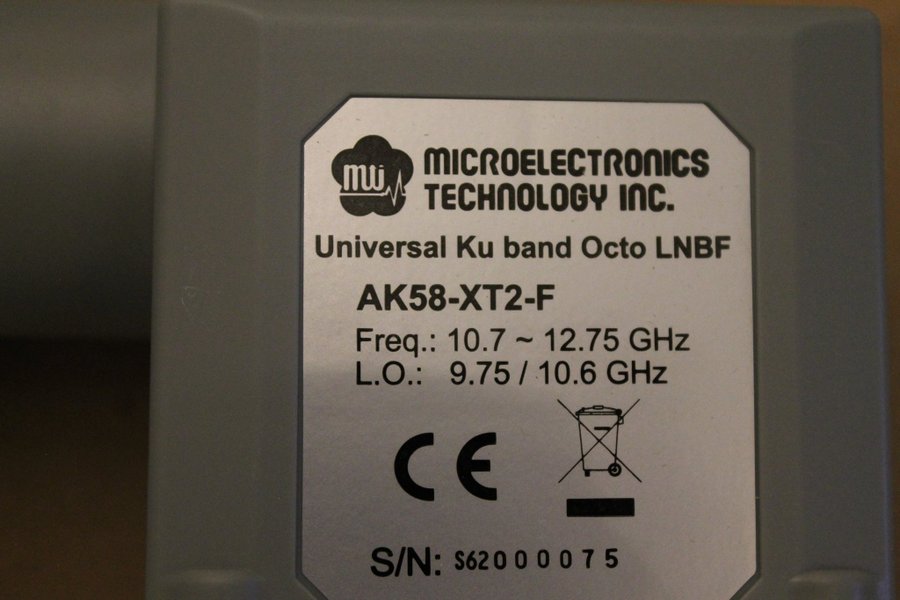 mti
MICROELECTRONICS
TECHNOLOGY INC.
Universal Ku band Octo LNBF
AK58-XT2-F
Freq.: 10.7 ~ 12.75 GHz
L.O.: 9.75 / 10.6 GHz
CE
S/N: S62000075